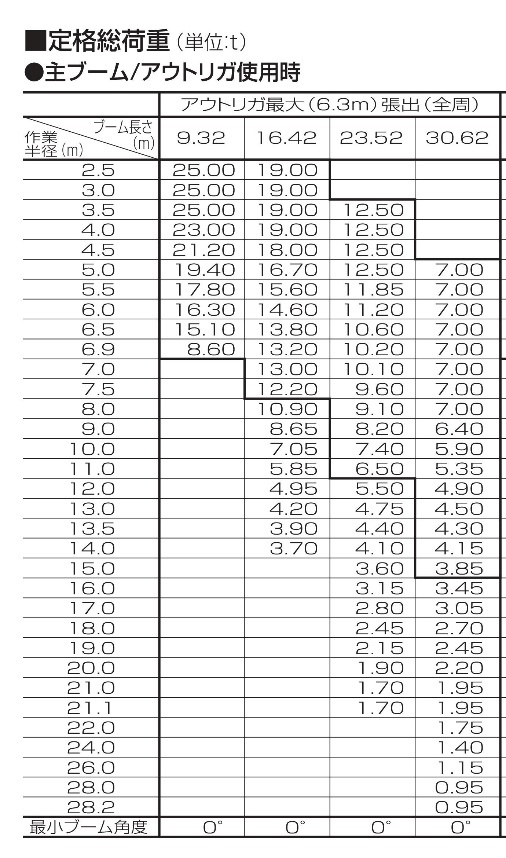 ■定格総荷重（単位:t）
●主ブーム/アウトリガ使用時
アウトリガ最大（6.3m）張出（全周）
ブーム長さ(m) 作業半径(m) 9.32 16.42 23.52 30.62
2.5 25.00 19.00
3.0 25.00 19.00
3.5 25.00 19.00 12.50
4.0 23.00 19.00 12.50
4.5 21.20 18.00 12.50
5.0 19.40 16.70 12.50 7.00
5.5 17.80 15.60 11.85 7.00
6.0 16.30 14.60 11.20 7.00
6.5 15.10 13.80 10.60 7.00
6.9 8.60 13.20 10.20 7.00
7.0 13.00 10.10 7.00
7.5 12.20 9.60 7.00
8.0 10.90 9.10 7.00
9.0 8.65 8.20 6.40
10.0 7.05 7.40 5.90
11.0 5.85 6.50 5.35
12.0 4.95 5.50 4.90
13.0 4.20 4.75 4.50
13.5 3.90 4.40 4.30
14.0 3.70 4.10 4.15
15.0 3.60 3.85
16.0 3.15 3.45
17.0 2.80 3.05
18.0 2.45 2.70
19.0 2.15 2.45
20.0 1.90 2.20
21.0 1.70 1.95
21.1 1.70 1.95
22.0 1.75
24.0 1.40
26.0 1.15
28.0 0.95
28.2 0.95
最小ブーム角度 0° 0° 0° 0°